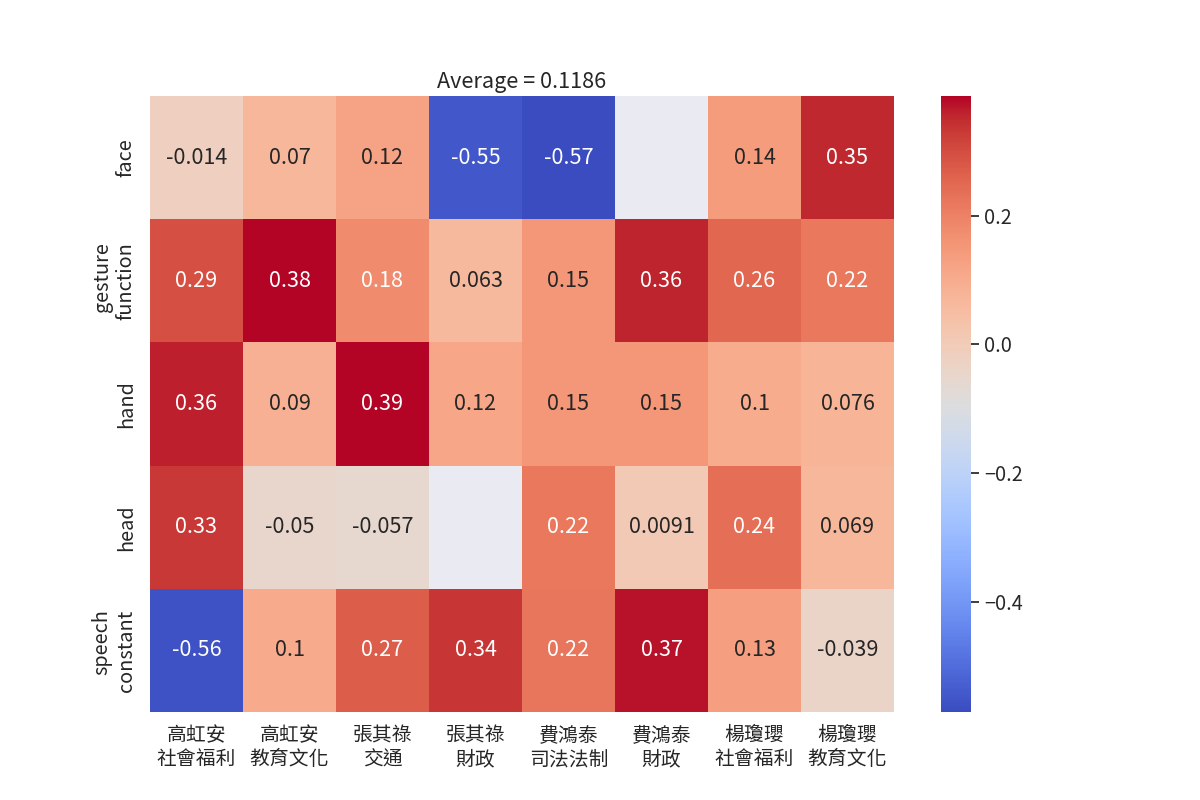 Average = 0.1186
face
-0.014 0.07 0.12 -0.55 -0.57 0.14 0.35
gesture
function
0.29 0.38 0.18 0.063 0.15 0.36 0.26 0.22
hand
0.36 0.09 0.39 0.12 0.15 0.15 0.1 0.076
head
0.33 -0.05 -0.057 0.22 0.0091 0.24 0.069
speech
constant
-0.56 0.1 0.27 0.34 0.22 0.37 0.13 -0.039
高虹安 高虹安 張其祿 張其祿 費鴻泰 費鴻泰 楊瓊瓔 楊瓊瓔
社會福利 教育文化 交通 財政 司法法制 財政 社會福利 教育文化
0.2
0.0
−0.2
−0.4